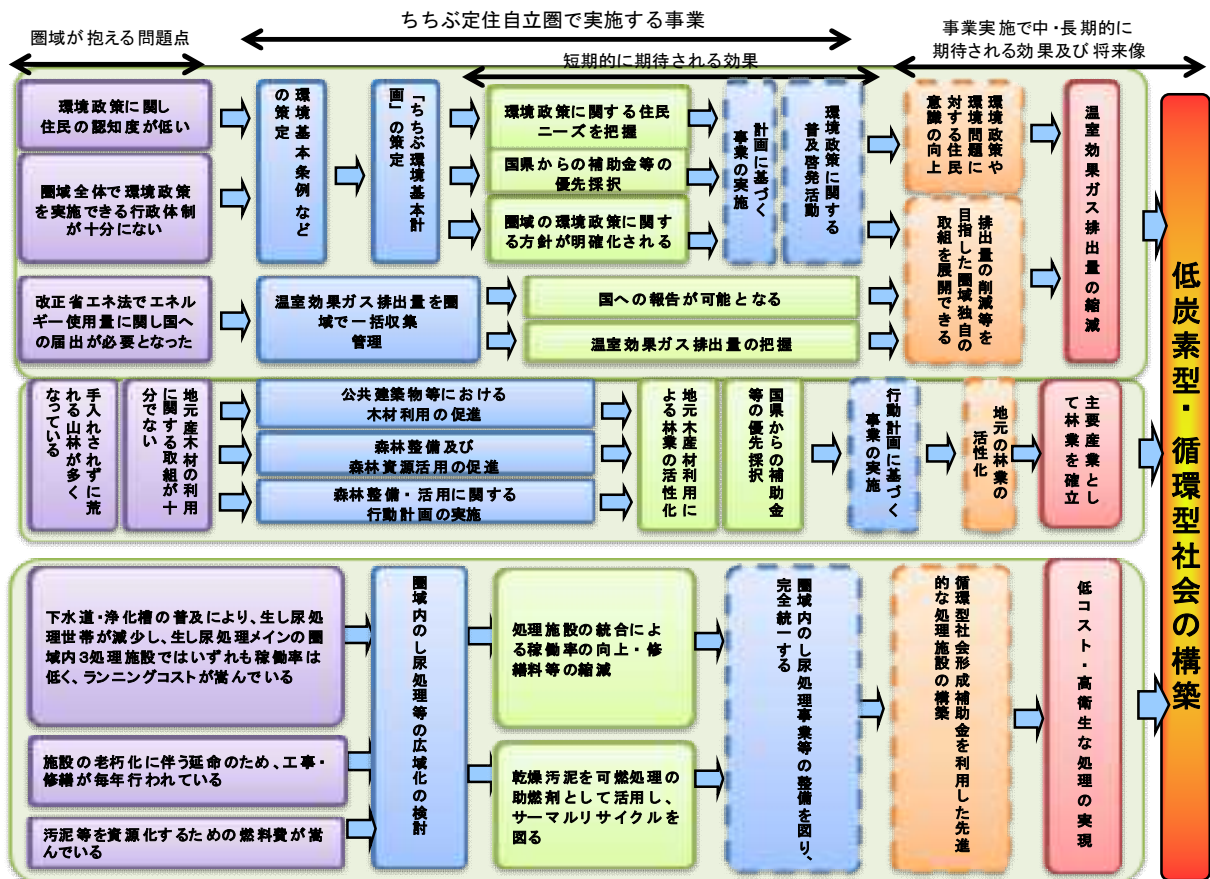 圏域が抱える問題点
ちちぶ定住自立圏で実施する事業
短期的に期待される効果
事業実施で中・長期的に
期待される効果及び将来像
環境政策に関し
住民の認知度が低い
圏域全体で環境政策
を実施できる行政体制
が十分にない
改正省エネ法でエネル
ギー使用量に関し国へ
の届出が必要となった
環境基本条例など
の策定
「ちちぶ環境基本計
画」の策定
環境政策に関する住民
ニーズを把握
国県からの補助金等の
優先採択
圏域の環境政策に関す
る方針が明確化される
計画に基づく
事業の実施
環境政策に関する
普及啓発活動
環境政策や
環境問題に
対する住民
意識の向上
排出量の削減等を
目指した圏域独自の
取組を展開できる
温室効果ガス排出量の縮減
温室効果ガス排出量を圏
域で一括収集
管理
国への報告が可能となる
温室効果ガス排出量の把握
手入れされずに荒
れる山林が多く
なっている
地元産木材の利用
に関する取組が十
分でない
公共建築物等における
木材利用の促進
森林整備及び
森林資源活用の促進
森林整備・活用に関する
行動計画の実施
地元木産材利用に
よる林業の活性化
国県からの補助金
等の優先採択
行動計画に基づく
事業の実施
地元の林業の
活性化
主要産業とし
て林業を確立
下水道・浄化槽の普及により、生し尿処
理世帯が減少し、生し尿処理メインの圏
域内3処理施設ではいずれも稼働率は
低く、ランニングコストが嵩んでいる
施設の老朽化に伴う延命のため、工事・
修繕が毎年行われている
汚泥等を資源化するための燃料費が嵩
んでいる
圏域内のし尿処理等の広域化の検討
処理施設の統合によ
る稼働率の向上・修
繕料等の縮減
乾燥汚泥を可燃処理の
助燃剤として活用し、
サーマルリサイクルを
図る
圏域内のし尿処理事業等の整備を図り、
完全統一する
循環型社会形成補助金を利用した先進
的な処理施設の構築
低コスト・高衛生な処理の実現
低炭素型・循環型社会の構築